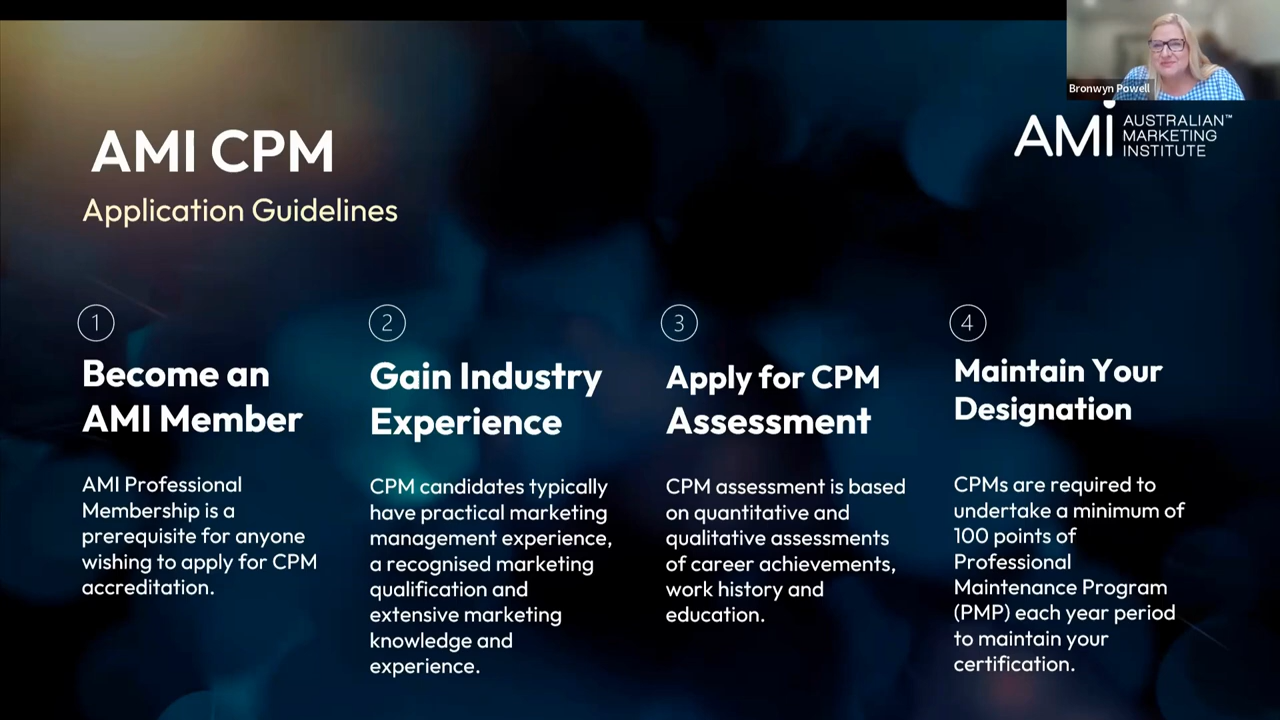 Bronwyn Powell
AMI AUSTRALIAN™
MARKETING
INSTITUTE
AMI CPM
Application Guidelines
1
Become an
AMI Member
AMI Professional
Membership is a
prerequisite for anyone
wishing to apply for CPM
accreditation.
2
Gain Industry
Experience
CPM candidates typically
have practical marketing
management experience,
a recognised marketing
qualification and
extensive marketing
knowledge and
experience.
3
Apply for CPM
Assessment
CPM assessment is based
on quantitative and
qualitative assessments
of career achievements,
work history and
education.
4
Maintain Your
Designation
CPMs are required to
undertake a minimum of
100 points of
Professional
Maintenance Program
(PMP) each year period
to maintain your
certification.